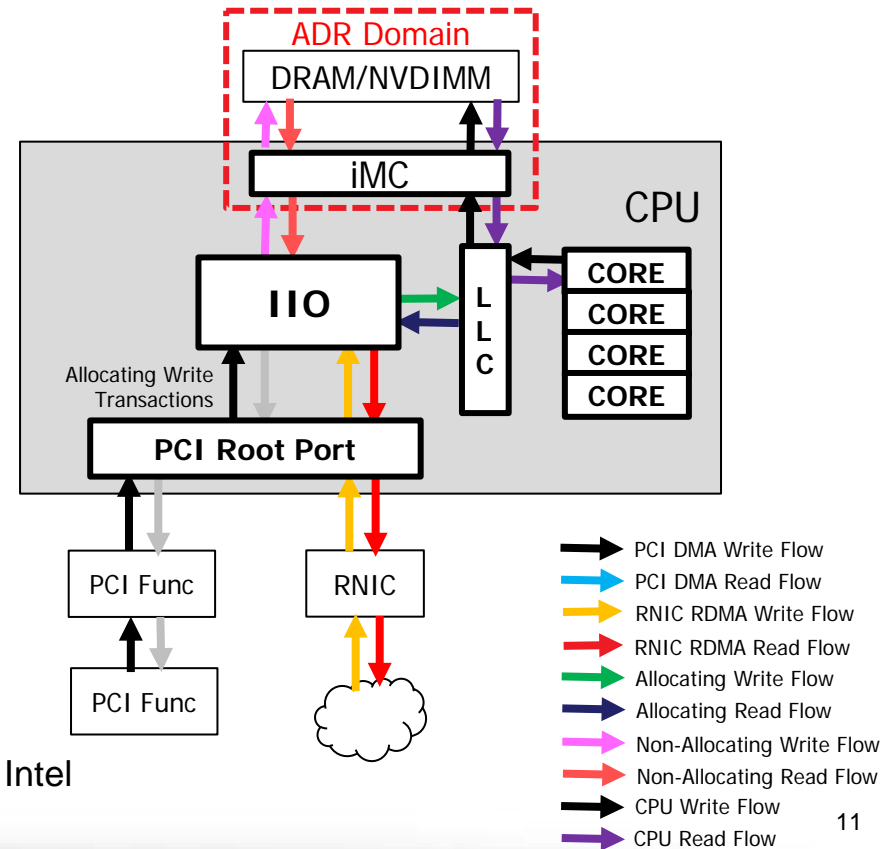 ADR Domain
DRAM/NVDIMM
iMC
CPU
IIO
L
L
C
CORE
CORE
CORE
CORE
Allocating Write
Transactions
PCI Root Port
PCI Func
RNIC
PCI Func
PCI DMA Write Flow
PCI DMA Read Flow
RNIC RDMA Write Flow
RNIC RDMA Read Flow
Allocating Write Flow
Allocating Read Flow
Non-Allocating Write Flow
Non-Allocating Read Flow
CPU Write Flow
CPU Read Flow
Intel
11